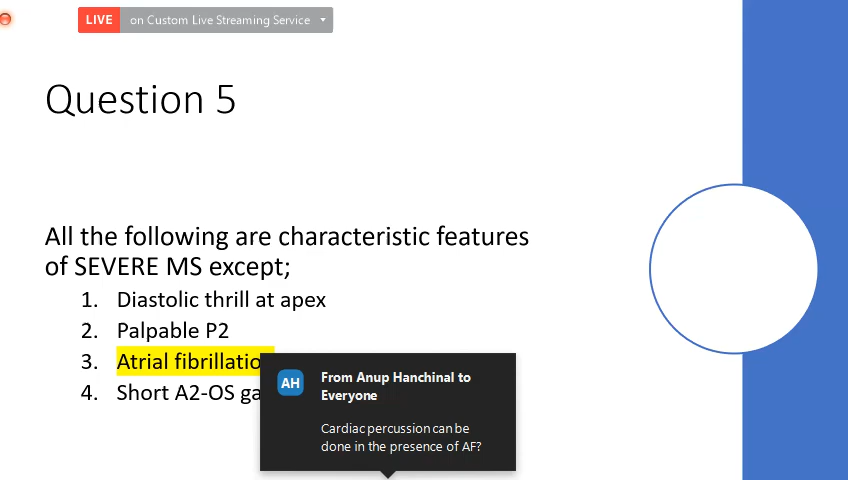 LIVE on Custom Live Streaming Service
Question 5
All the following are characteristic features
of SEVERE MS except;
1. Diastolic thrill at apex
2. Palpable P2
3. Atrial fibrillatio
4. Short A2-OS ga
AH
From Anup Hanchinal to
Everyone
Cardiac percussion can be
done in the presence of AF?